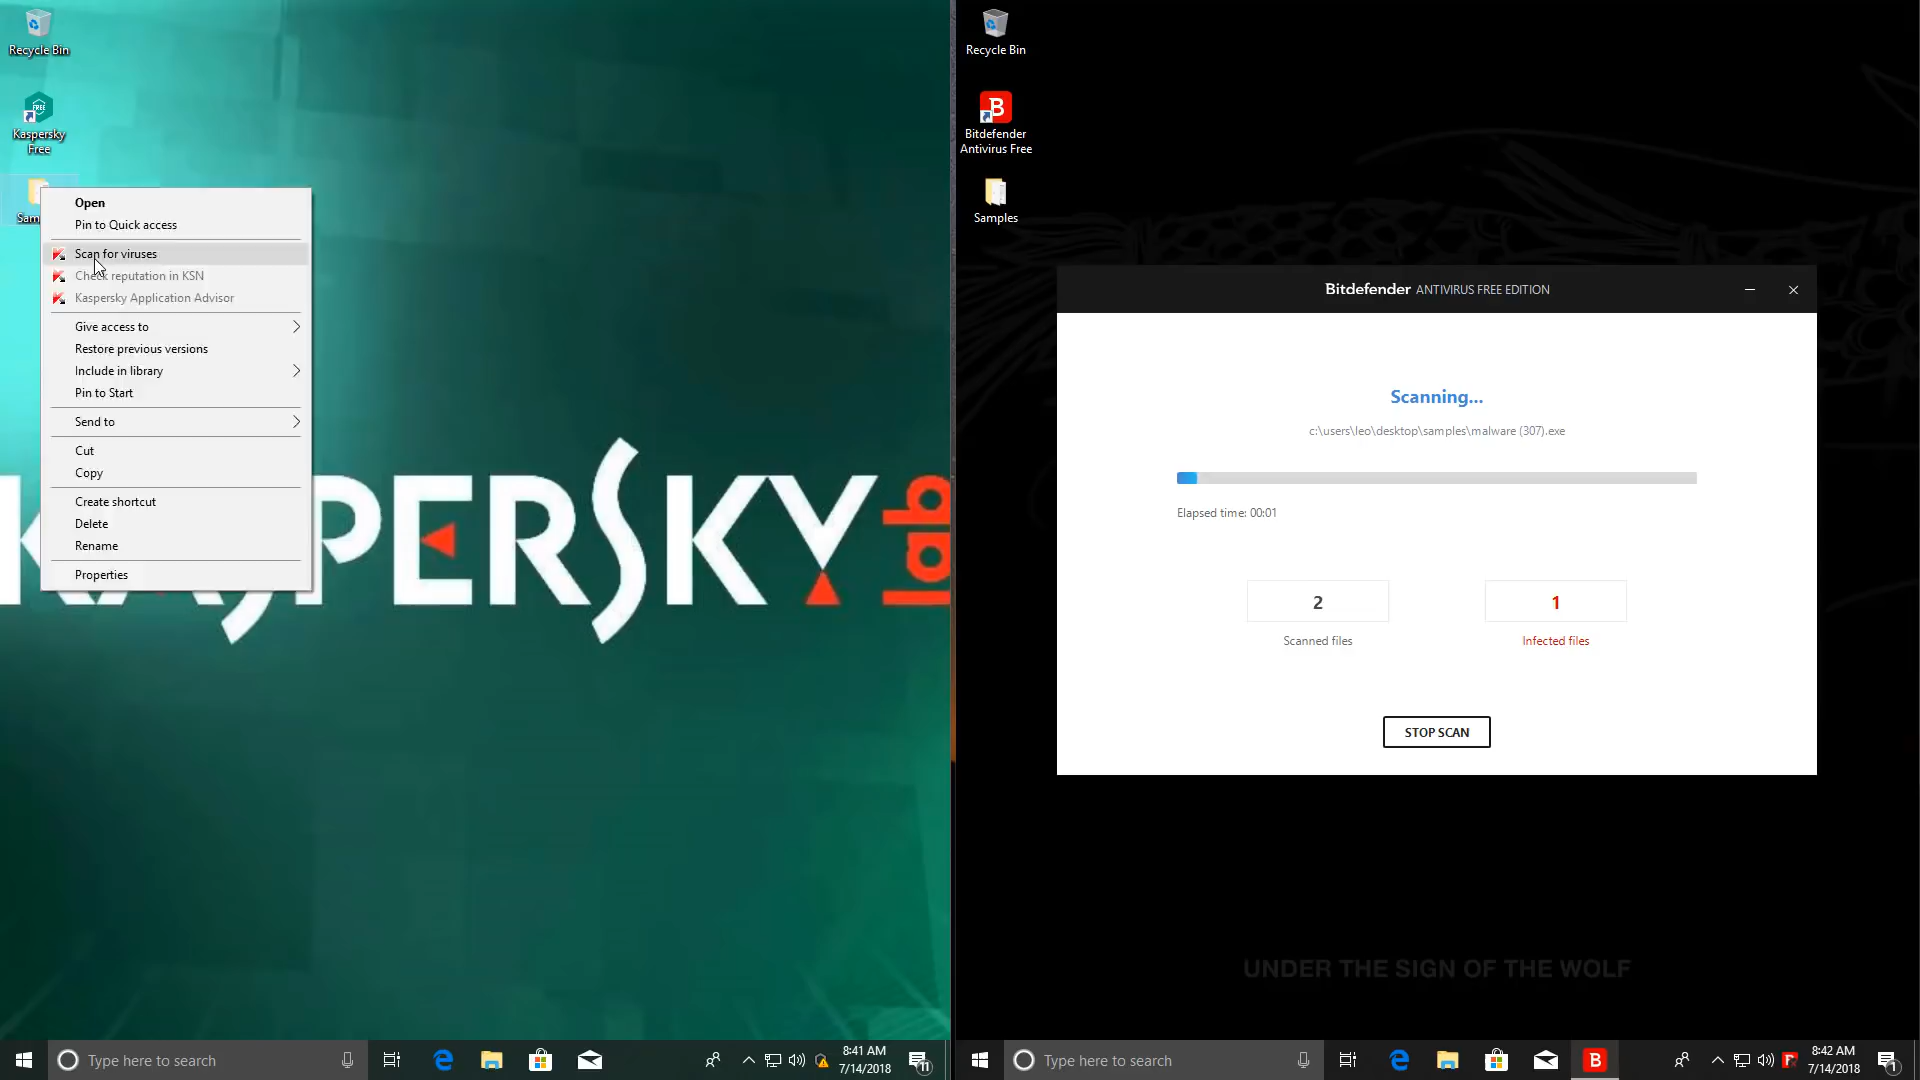 Recycle Bin
FREE
Kaspersky
Free
Sam
Open
Pin to Quick access
Scan for viruses
Check reputation in KSN
Kaspersky Application Advisor
Give access to
Restore previous versions
Include in library
Pin to Start
Send to
Cut
Copy
Create shortcut
Delete
Rename
Properties
KASPERSKY lab
Type here to search
8:41 AM
7/14/2018
11
Recycle Bin
B
Bitdefender
Antivirus Free
Samples
Bitdefender ANTIVIRUS FREE EDITION
Scanning...
c:\users\leo\desktop\samples\malware (307).exe
Elapsed time: 00:01
2
Scanned files
1
Infected files
STOP SCAN
UNDER THE SIGN OF THE WOLF
Type here to search
B
8:42 AM
7/14/2018
1